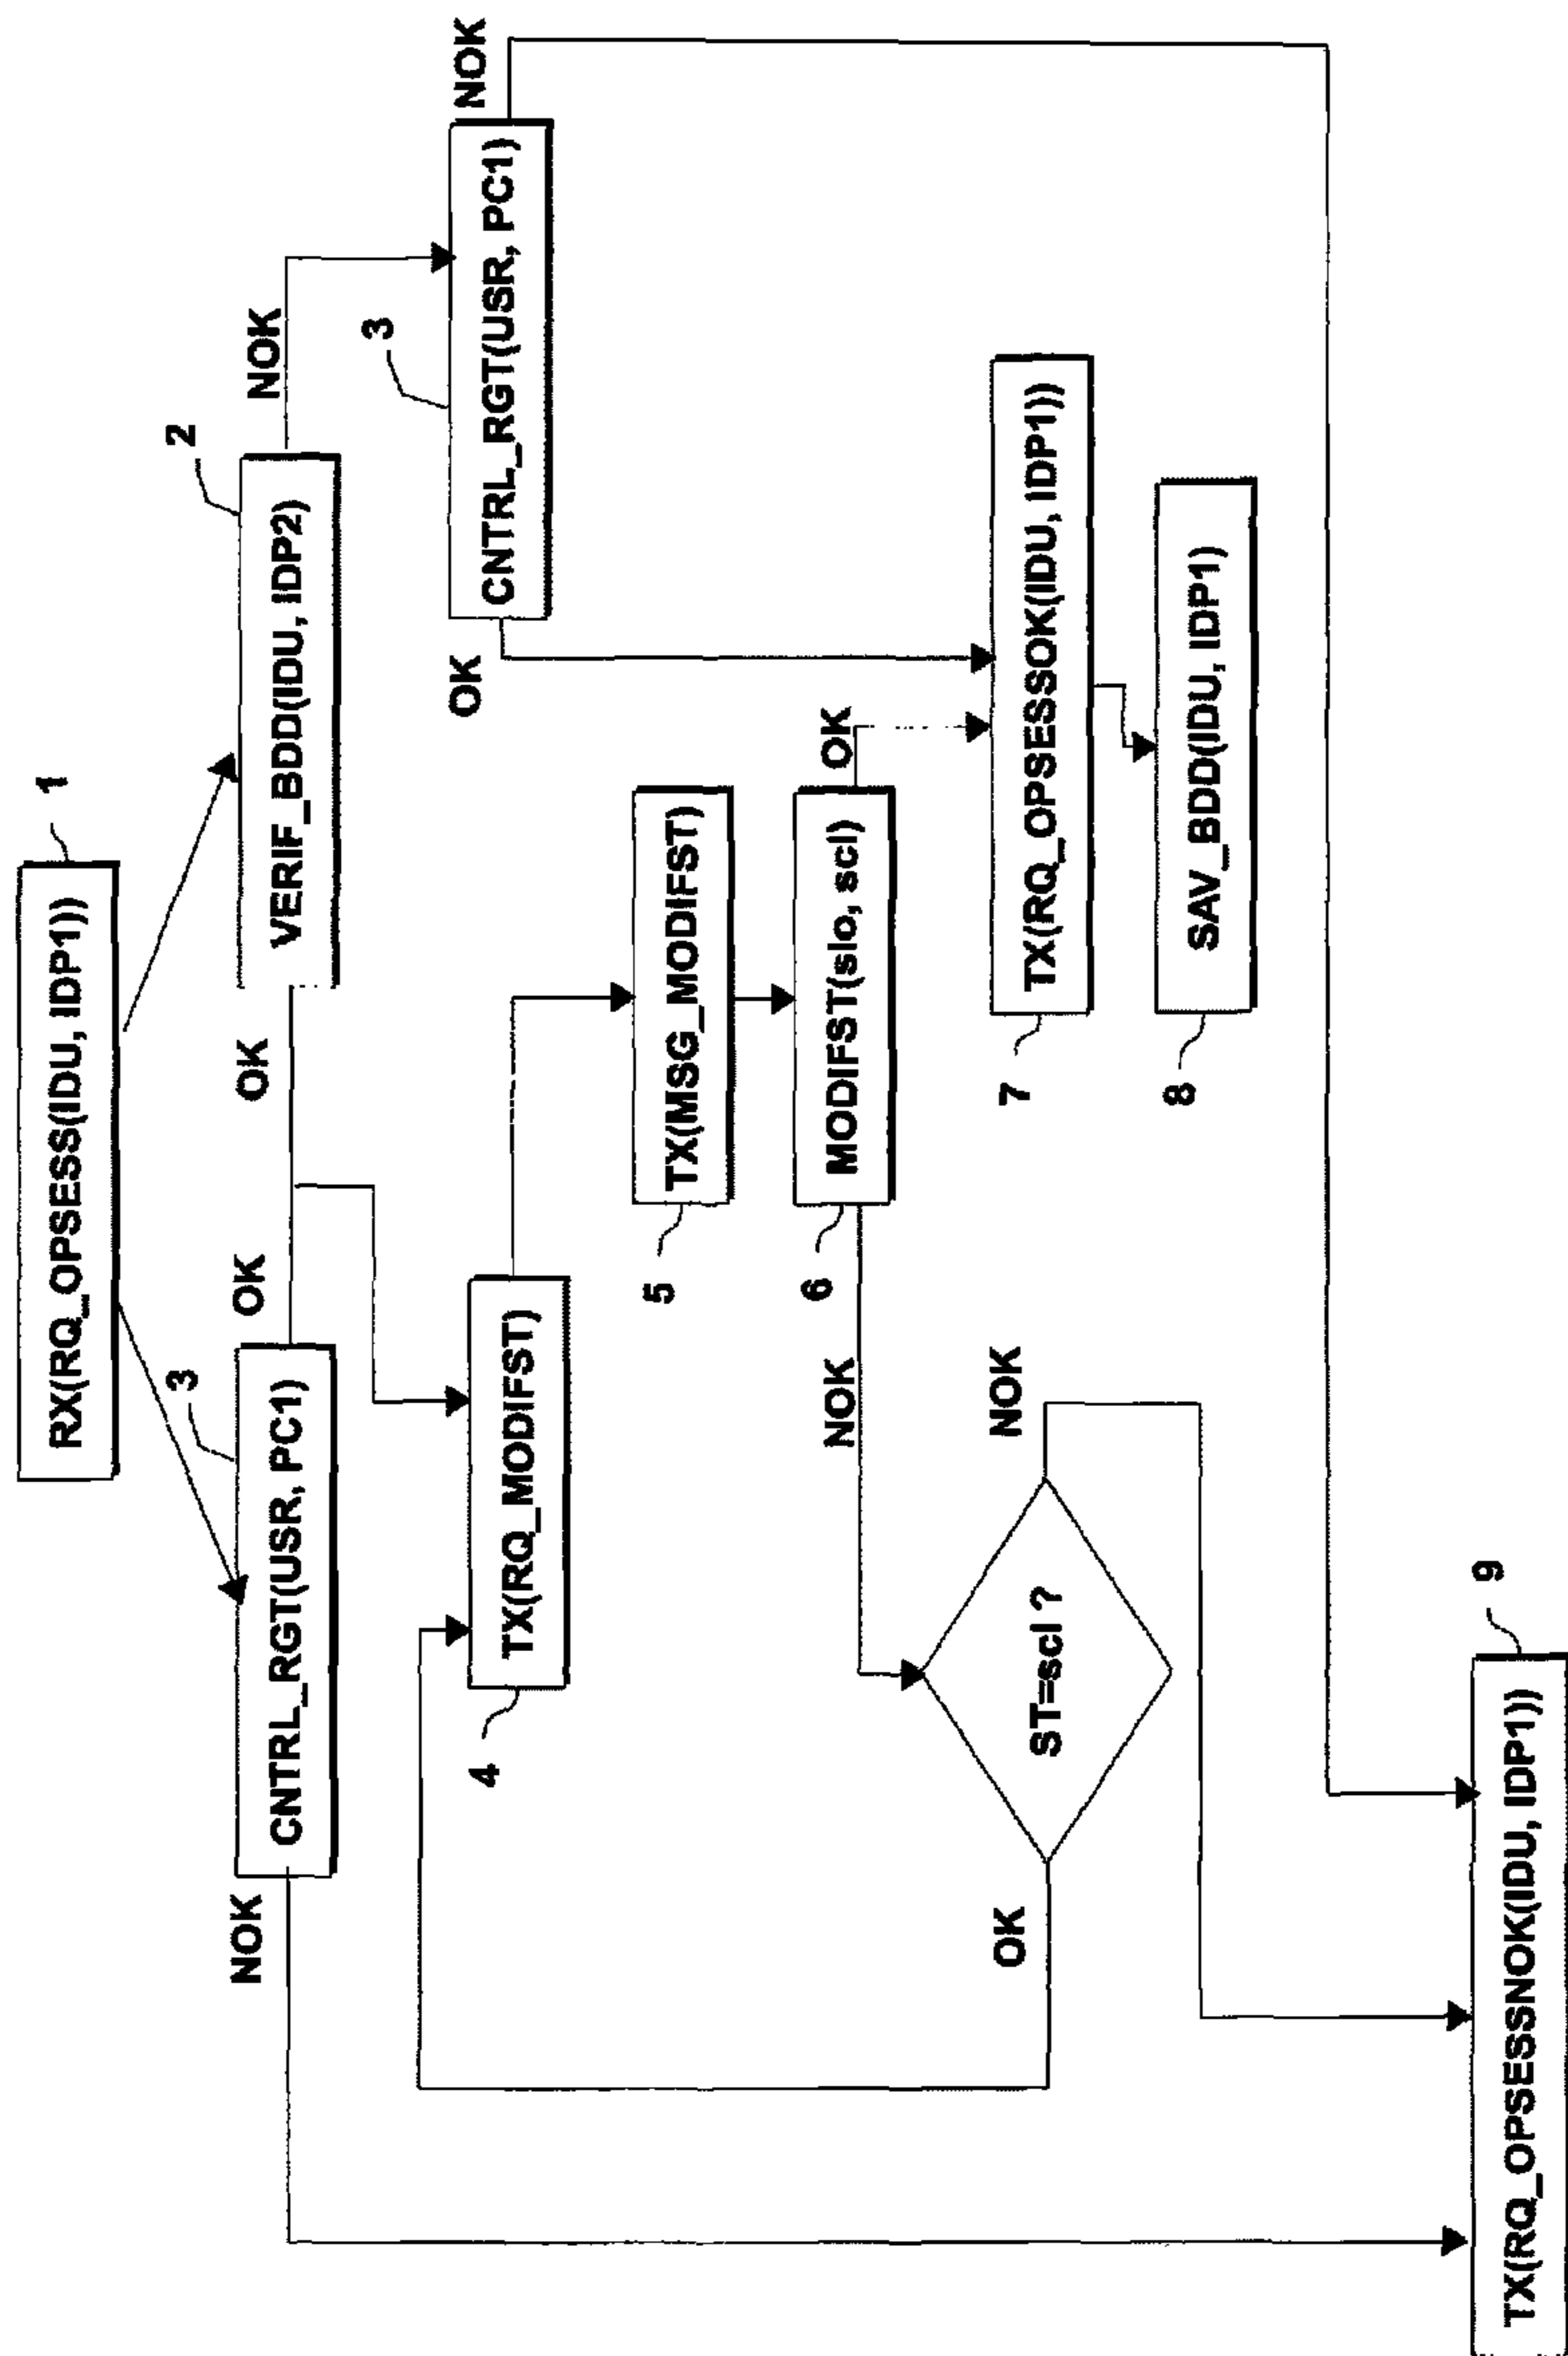 1
RX(RQ_OPSESS(IDU, IDP1))
NOK
3
CNTRL_RGT(USR, PC1)
OK
OK
2
VERIF_BDD(IDU, IDP2)
NOK
4
TX(RQ_MODIFST)
3
CNTRL_RGT(USR, PC1)
OK
NOK
5
TX(MSG_MODIFST)
6
MODIFST(slo, scl)
NOK
OK
OK
ST=scl ?
NOK
7
TX(RQ_OPSESSOK(IDU, IDP1))
8
SAV_BDD(IDU, IDP1)
9
TX(RQ_OPSESSNOK(IDU, IDP1))